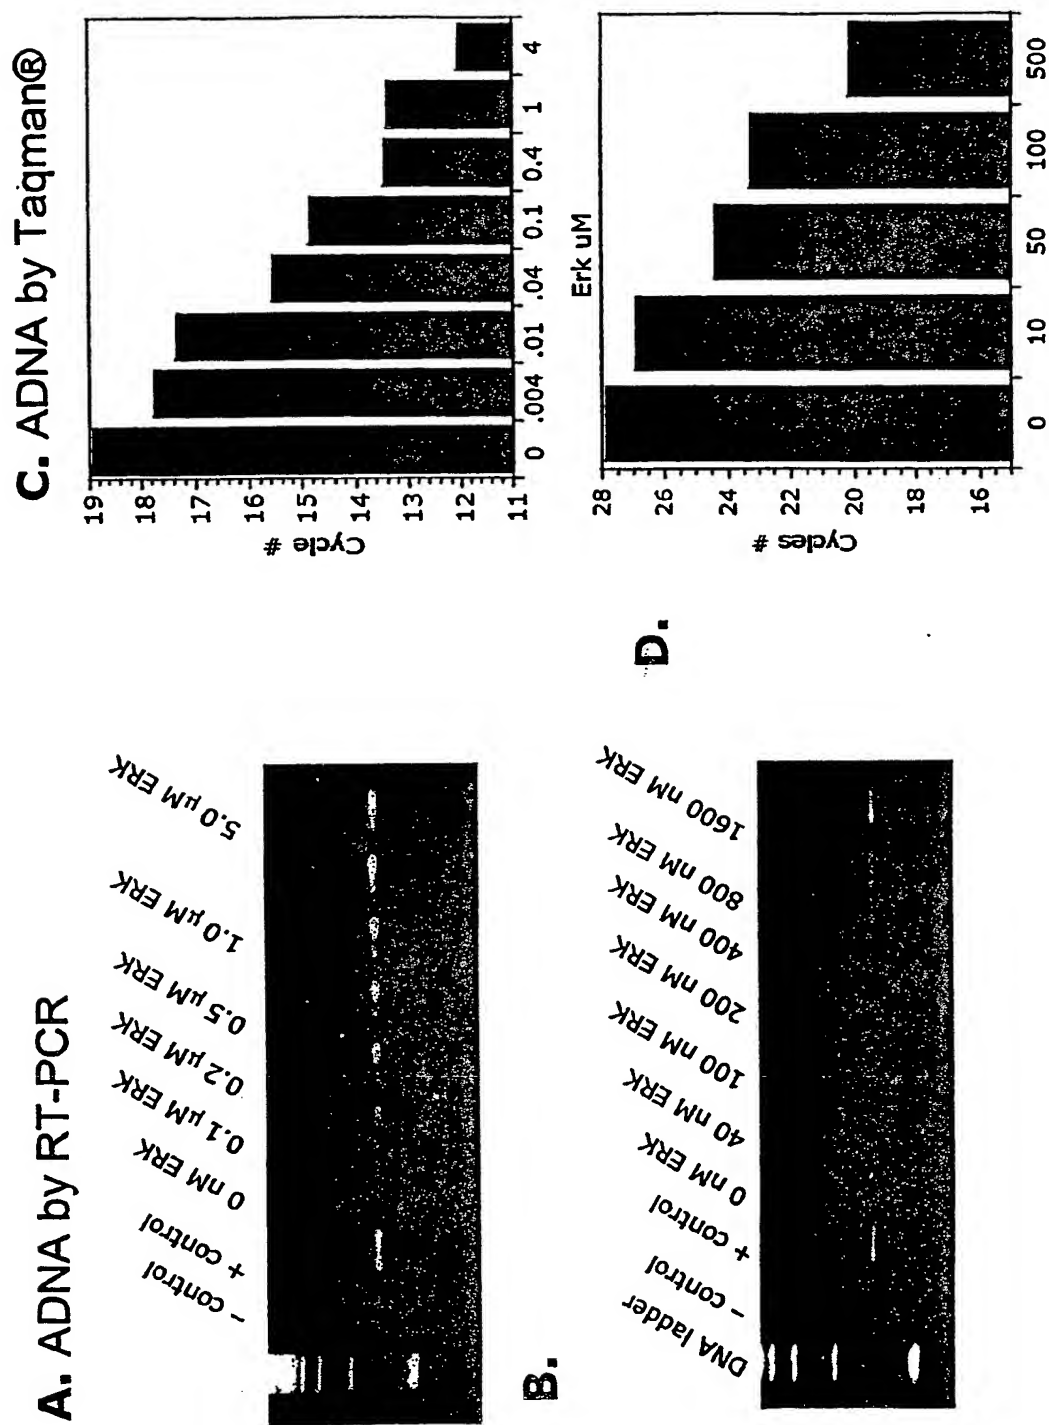 A. ADNA by RT-PCR
– control
+ control
0 nM ERK
0.1 µM ERK
0.2 µM ERK
0.5 µM ERK
1.0 µM ERK
5.0 µM ERK
B.
DNA ladder
– control
+ control
0 nM ERK
40 nM ERK
100 nM ERK
200 nM ERK
400 nM ERK
800 nM ERK
1600 nM ERK
C. ADNA by Taqman®
Cycle #
19
18
17
16
15
14
13
12
11
0 .004 .01 .04 0.1 0.4 1 4
Erk uM
D.
Cycles #
28
26
24
22
20
18
16
0 10 50 100 500